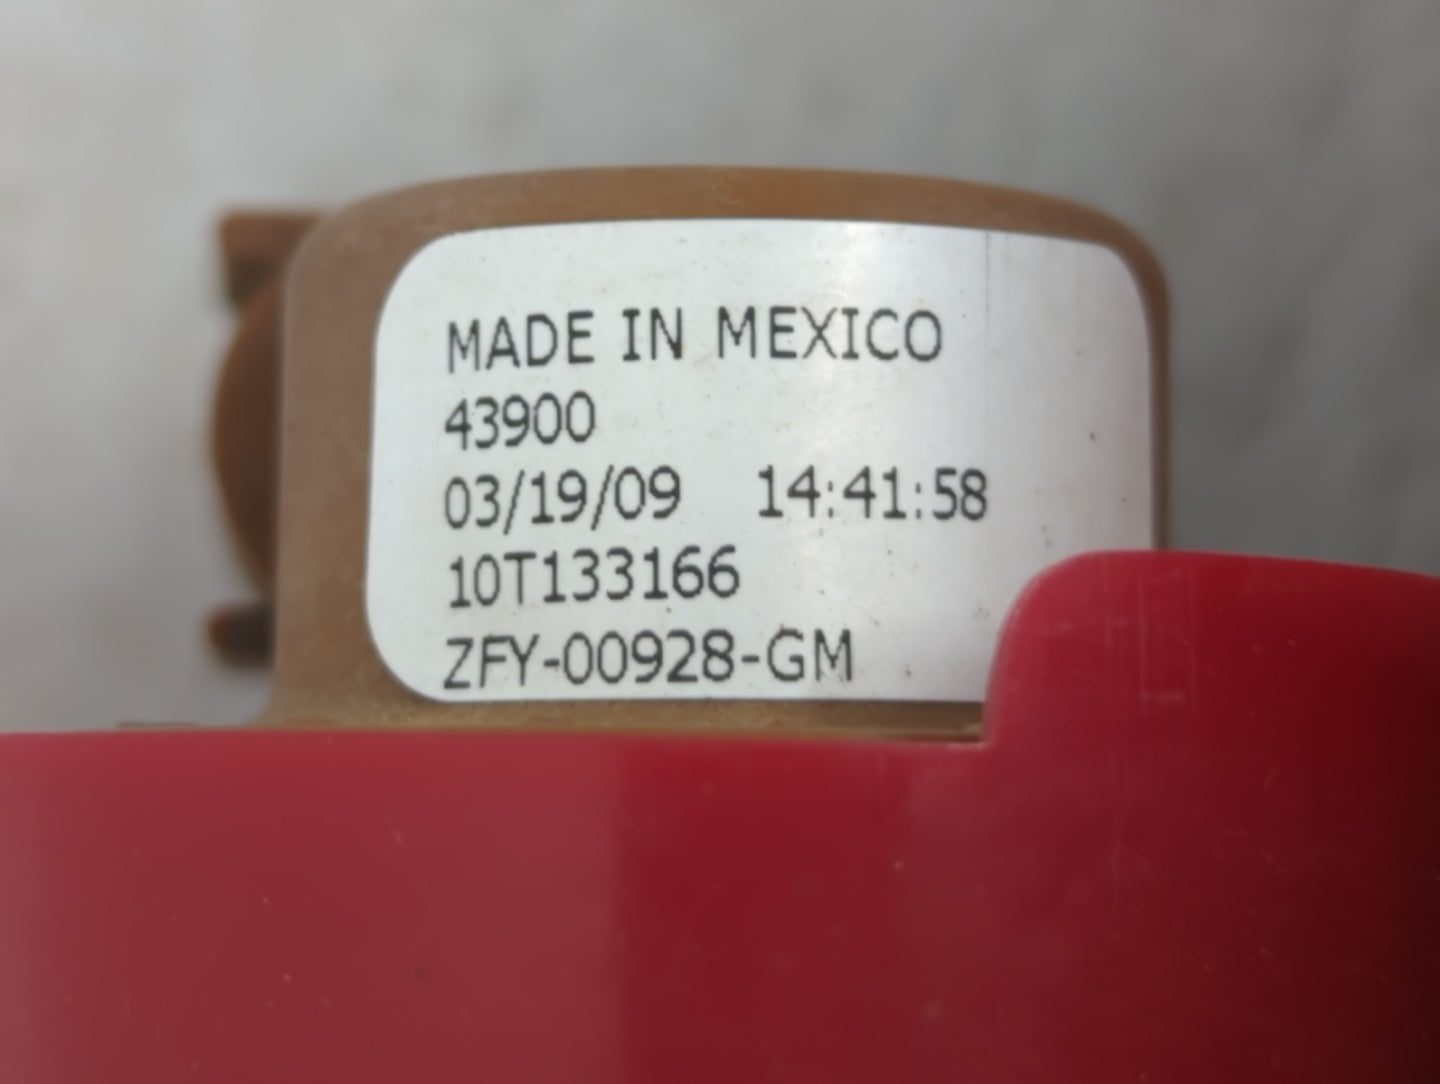 MADE IN MEXICO
43900
03/19/09 14:41:58
10T133166
ZFY-00928-GM